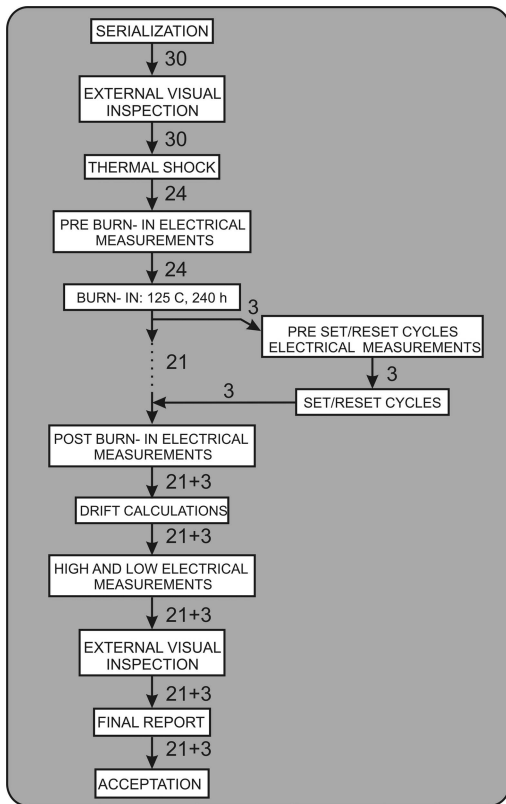 SERIALIZATION
30
EXTERNAL VISUAL
INSPECTION
30
THERMAL SHOCK
24
PRE BURN- IN ELECTRICAL
MEASUREMENTS
24
BURN- IN: 125 C, 240 h
3
PRE SET/RESET CYCLES
ELECTRICAL MEASUREMENTS
21
3
3
SET/RESET CYCLES
POST BURN- IN ELECTRICAL
MEASUREMENTS
21+3
DRIFT CALCULATIONS
21+3
HIGH AND LOW ELECTRICAL
MEASUREMENTS
21+3
EXTERNAL VISUAL
INSPECTION
21+3
FINAL REPORT
21+3
ACCEPTATION